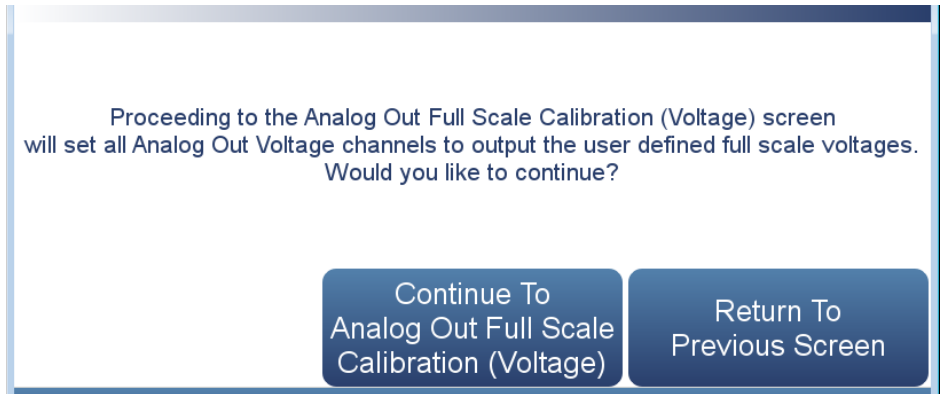 Proceeding to the Analog Out Full Scale Calibration (Voltage) screen
will set all Analog Out Voltage channels to output the user defined full scale voltages.
Would you like to continue?
Continue To
Analog Out Full Scale
Calibration (Voltage)
Return To
Previous Screen